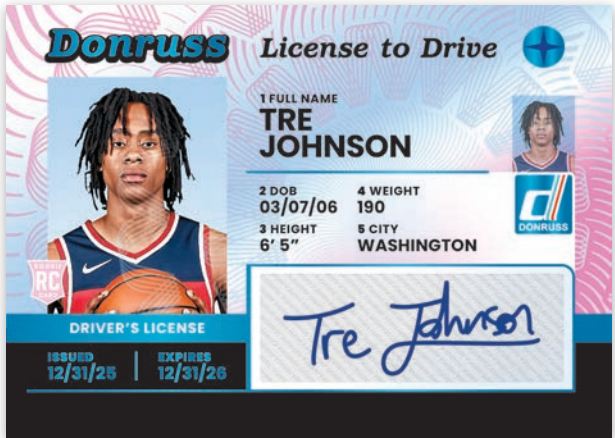 Donruss License to Drive
1 FULL NAME
TRE
JOHNSON
2 DOB 4 WEIGHT
03/07/06 190
3 HEIGHT 5 CITY
6' 5" WASHINGTON
d
DONRUSS
ROOKIE
RC
CARD
DRIVER'S LICENSE
ISSUED EXPIRES
12/31/25 12/31/26
Tre Johnson